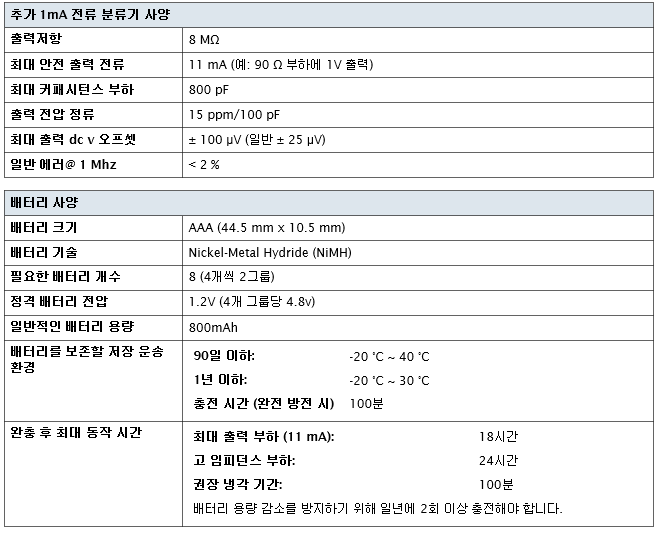 추가 1mA 전류 분류기 사양
출력저항 8 MΩ
최대 안전 출력 전류 11 mA (예: 90 Ω 부하에 1V 출력)
최대 커패시턴스 부하 800 pF
출력 전압 정류 15 ppm/100 pF
최대 출력 dc v 오프셋 ± 100 µV (일반 ± 25 µV)
일반 에러@ 1 Mhz < 2 %
배터리 사양
배터리 크기 AAA (44.5 mm x 10.5 mm)
배터리 기술 Nickel-Metal Hydride (NiMH)
필요한 배터리 개수 8 (4개씩 2그룹)
정격 배터리 전압 1.2V (4개 그룹당 4.8v)
일반적인 배터리 용량 800mAh
배터리를 보존할 저장 운송
환경
90일 이하: -20 °C ~ 40 °C
1년 이하: -20 °C ~ 30 °C
충전 시간 (완전 방전 시) 100분
완충 후 최대 동작 시간
최대 출력 부하 (11 mA): 18시간
고 임피던스 부하: 24시간
권장 냉각 기간: 100분
배터리 용량 감소를 방지하기 위해 일년에 2회 이상 충전해야 합니다.